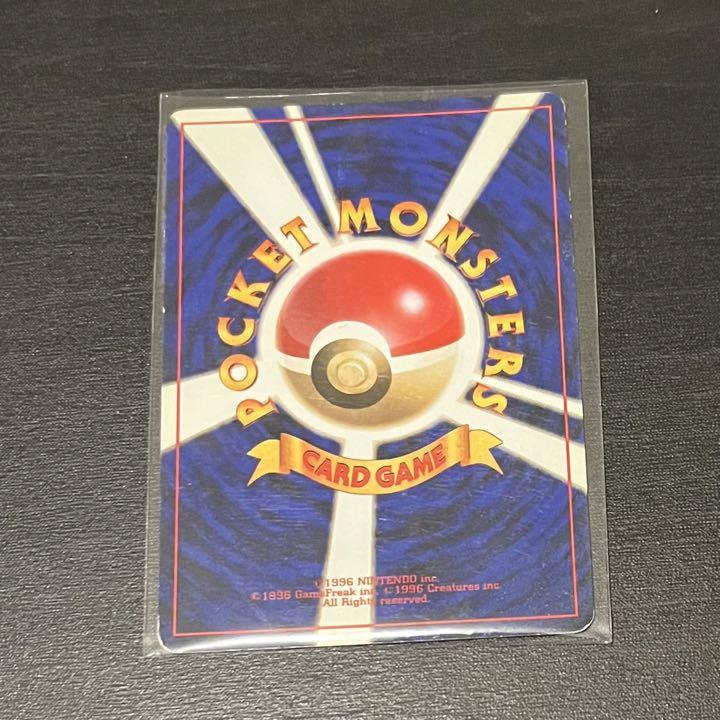 POCKET MONSTERS
CARD GAME
©1996 NINTENDO inc.
©1996 GameFreak inc. ©1996 Creatures inc.
All Rights reserved.